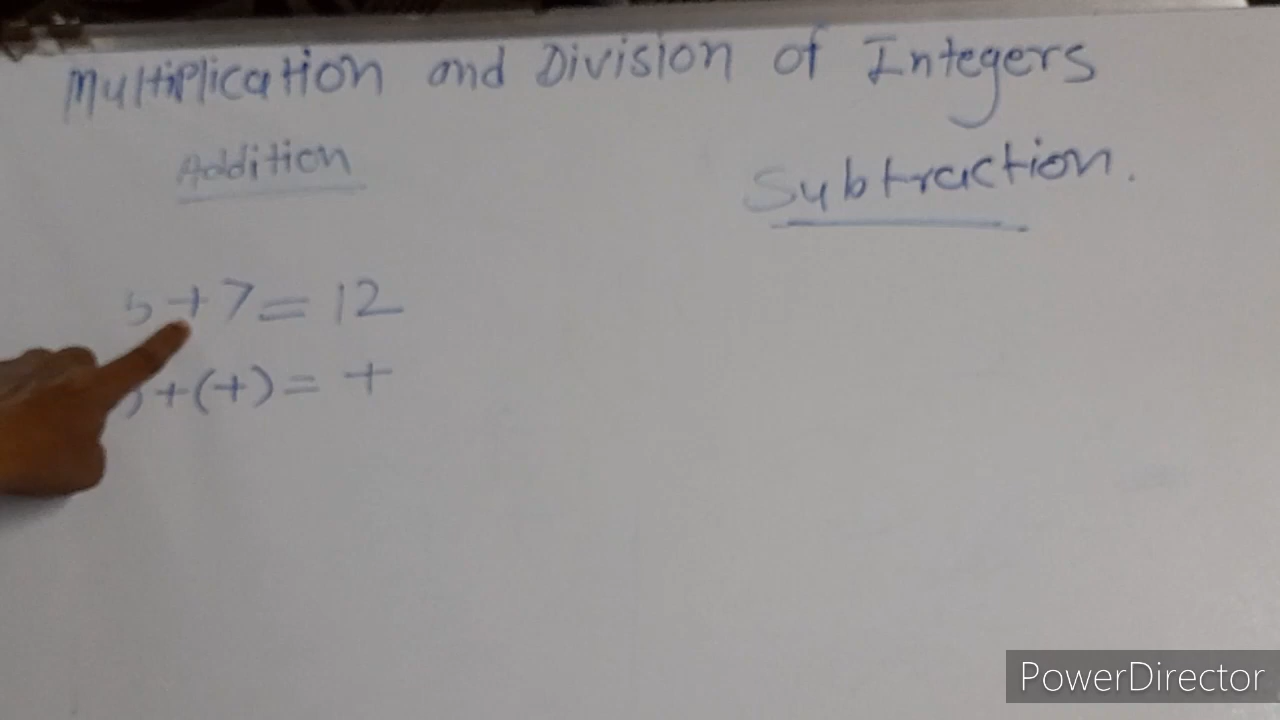 Multiplication and Division of Integers
Addition
Subtraction.
5+7=12
+(+)= +
PowerDirector